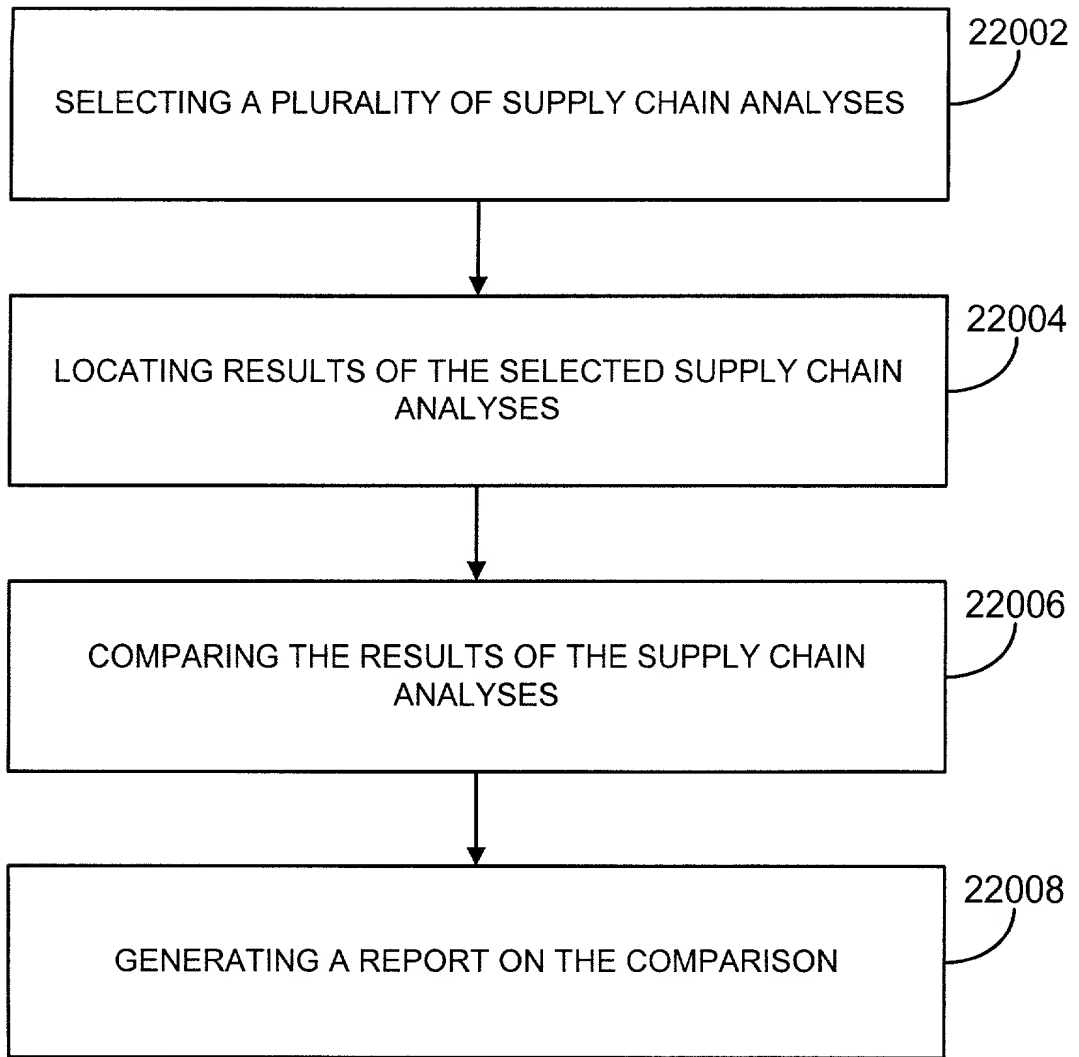 22002
SELECTING A PLURALITY OF SUPPLY CHAIN ANALYSES
22004
LOCATING RESULTS OF THE SELECTED SUPPLY CHAIN
ANALYSES
22006
COMPARING THE RESULTS OF THE SUPPLY CHAIN
ANALYSES
22008
GENERATING A REPORT ON THE COMPARISON